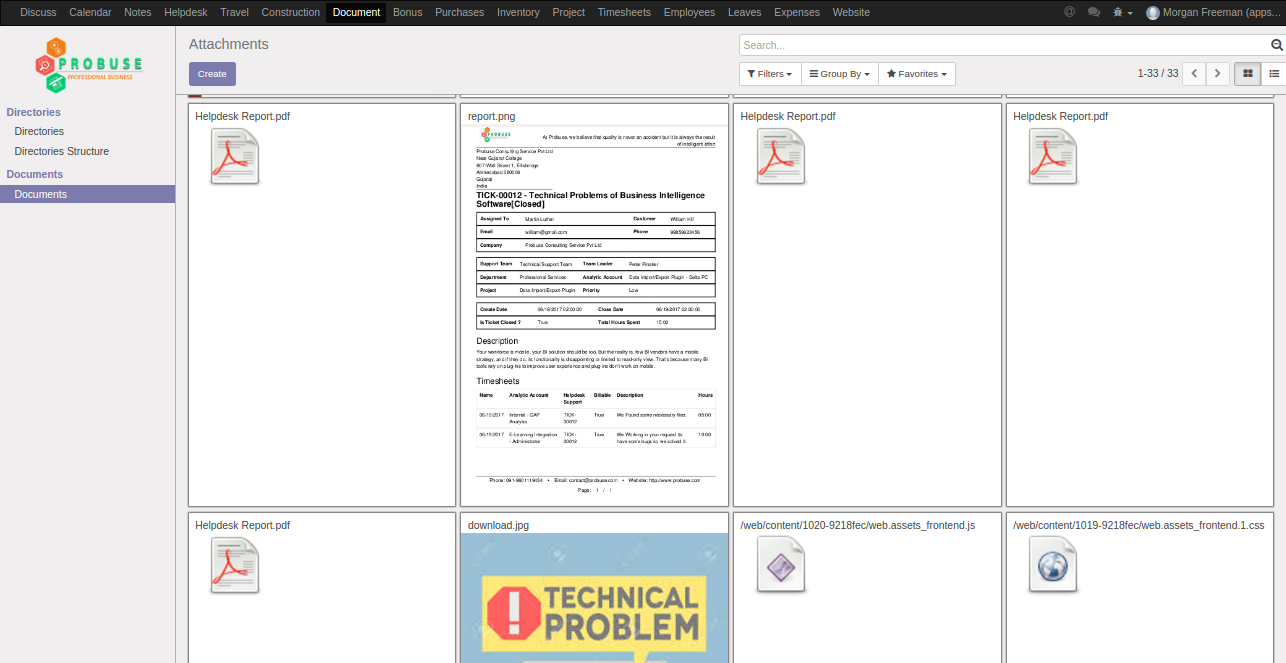 Discuss Calendar Notes Helpdesk Travel Construction Document Bonus Purchases Inventory Project Timesheets Employees Leaves Expenses Website @ Morgan Freeman (apps...
PROBUSE
PROFESSIONAL BUSINESS
Attachments
Search...
Create
Filters Group By Favorites 1-33 / 33
Directories
Directories
Directories Structure
Documents
Documents
Helpdesk Report.pdf
report.png
PROBUSE
At Probuse, we believe that quality is never an accident but it is always the result
of intelligent effort
Probuse Consulting Service Pvt Ltd
Near Gujarat College
807-Wall Street 1, Ellisbridge
Ahmedabad 380006
Gujarat
India
TICK-00012 - Technical Problems of Business Intelligence
Software[Closed]
Assigned To Martin Luther Customer William Hil
Email william@gmail.com Phone
Company Probuse Consulting Service Pvt Ltd
Support Team Technical Support Team Team Leader Peter
Department Professional Services Analytic Account Data Import/Export Plugin - Delta PC
Project Data Import/Export Plugin Priority Low
Create Date 06/19/2017 02:00:00 Close Date 06/19/2017 02:00:00
Is Ticket Closed ? True Total Hours Spent 15:00
Description
Your workforce is mobile, your BI solution should be too. But the reality is, few BI vendors have a mobile
strategy, and if they do, its functionality is disappointing or limited to read-only view. That's because many BI
tools rely on plug-ins to improve user experience and plug-ins don't work on mobile.
Timesheets
Name Analytic Account Helpdesk Support Billable Description Hours
06/19/2017 Internal - GAP Analysis TICK-00012 True We Found some necessary files. 05:00
06/19/2017 E-Learning Integration - Administrator TICK-00012 True We Working in your request its have some bugs so we solved it. 10:00
Phone: • Email: contact@probuse.com • Website: http://www.probuse.com
Page: 1 / 1
Helpdesk Report.pdf
Helpdesk Report.pdf
Helpdesk Report.pdf
download.jpg
TECHNICAL
PROBLEM
/web/content/1020-9218fec/web.assets_frontend.js
/web/content/1019-9218fec/web.assets_frontend.1.css